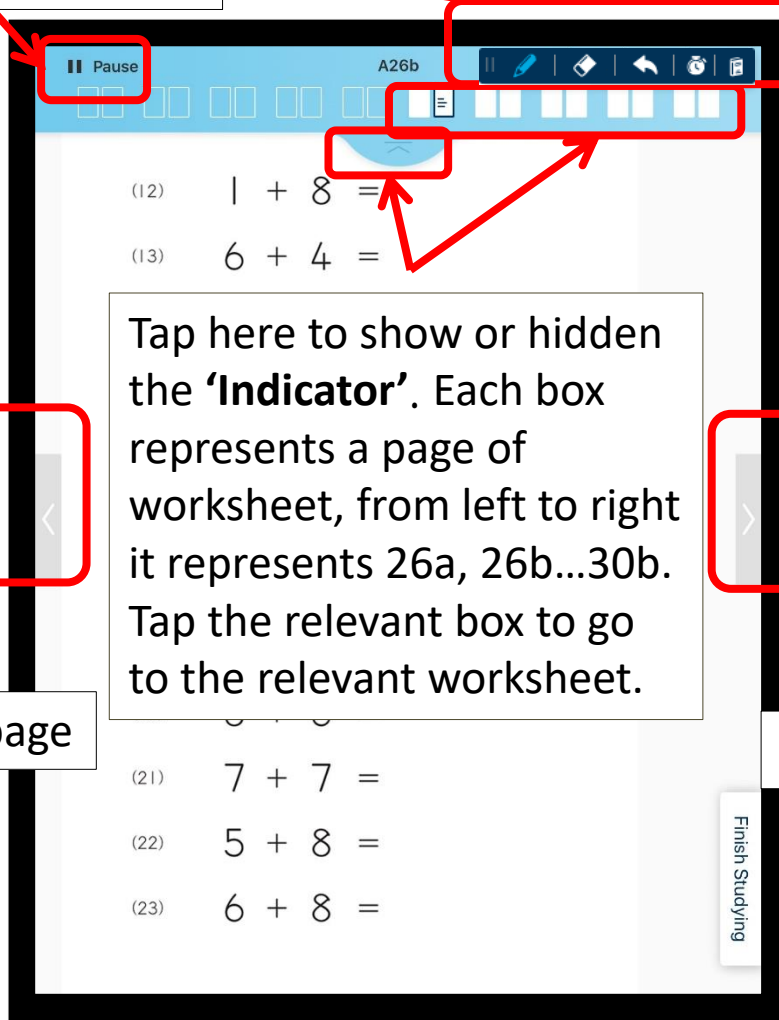 Pause A26b
(12) 1 + 8 =
(13) 6 + 4 =
Tap here to show or hidden
the ‘Indicator’. Each box
represents a page of
worksheet, from left to right
it represents 26a, 26b...30b.
Tap the relevant box to go
to the relevant worksheet.
page
(21) 7 + 7 =
(22) 5 + 8 =
(23) 6 + 8 =
Finish Studying